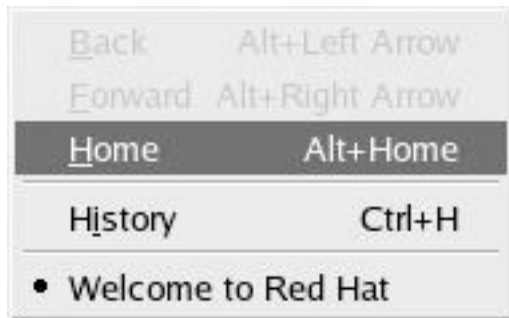 Back Alt+Left Arrow
Forward Alt+Right Arrow
Home Alt+Home
History Ctrl+H
• Welcome to Red Hat